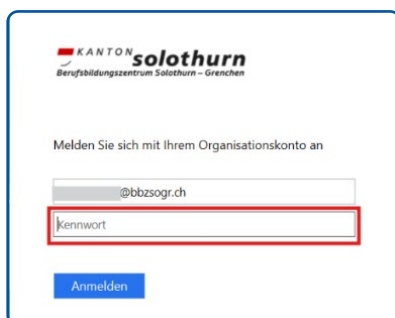 KANTON solothurn
Berufsbildungszentrum Solothurn – Grenchen
Melden Sie sich mit Ihrem Organisationskonto an
@bbzsogr.ch
Kennwort
Anmelden